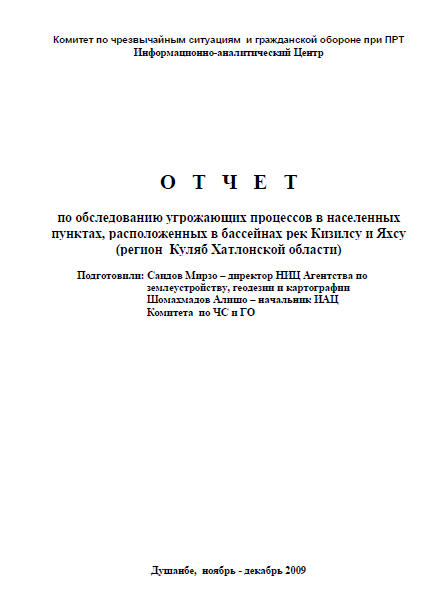 Комитет по чрезвычайным ситуациям и гражданской обороне при ПРТ
Информационно-аналитический Центр
О Т Ч Е Т
по обследованию угрожающих процессов в населенных
пунктах, расположенных в бассейнах рек Кизилсу и Яхсу
(регион Куляб Хатлонской области)
Подготовили: Саидов Мирзо – директор НИЦ Агентства по
землеустройству, геодезии и картографии
Шомахмадов Алишо – начальник ИАЦ
Комитета по ЧС и ГО
Душанбе, ноябрь - декабрь 2009